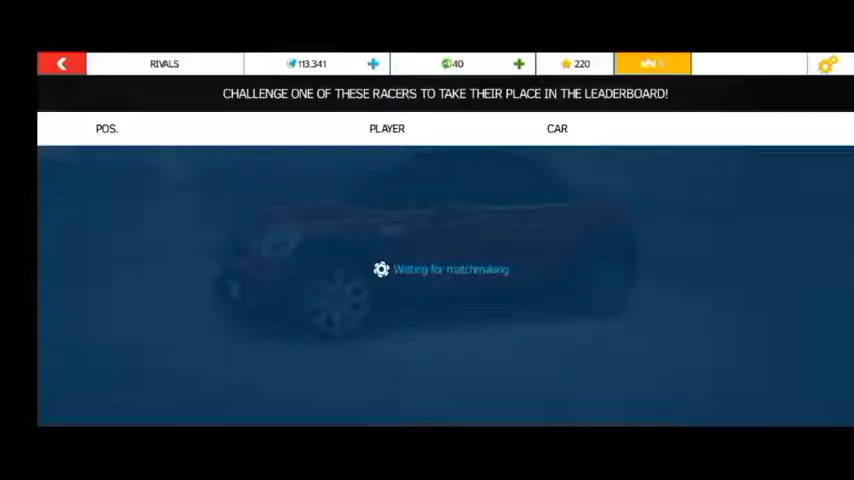 RIVALS 113.341 40 220 0
CHALLENGE ONE OF THESE RACERS TO TAKE THEIR PLACE IN THE LEADERBOARD!
POS. PLAYER CAR
Waiting for matchmaking